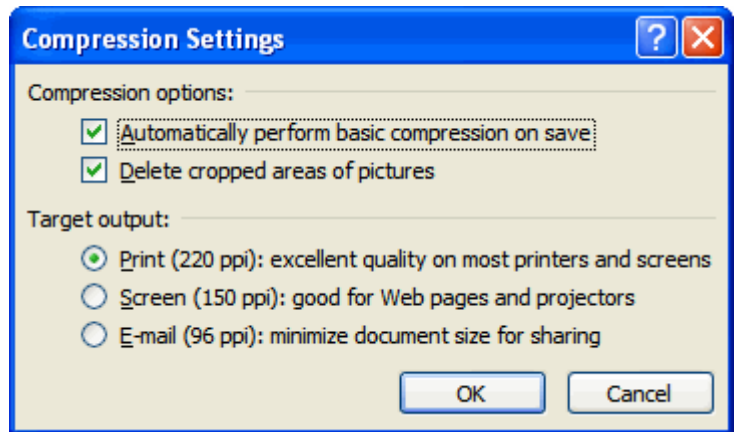 Compression Settings
Compression options:
Automatically perform basic compression on save
Delete cropped areas of pictures
Target output:
Print (220 ppi): excellent quality on most printers and screens
Screen (150 ppi): good for Web pages and projectors
E-mail (96 ppi): minimize document size for sharing
OK Cancel